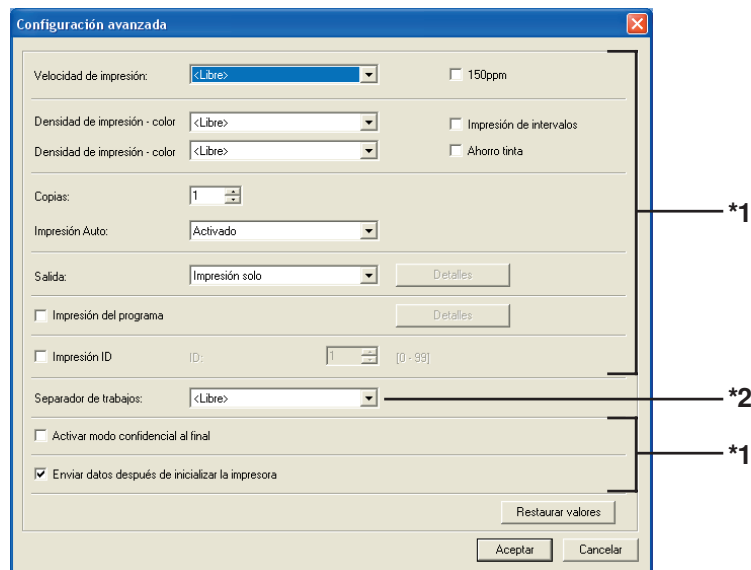 Configuración avanzada
Velocidad de impresión: <Libre> 150ppm
Densidad de impresión - color <Libre> Impresión de intervalos
Densidad de impresión - color <Libre> Ahorro tinta
Copias: 1
*1
Impresión Auto: Activado
Salida: Impresión solo Detalles
Impresión del programa Detalles
Impresión ID ID: 1 [0 - 99]
Separador de trabajos: <Libre> *2
Activar modo confidencial al final
*1
Enviar datos después de inicializar la impresora
Restaurar valores
Aceptar Cancelar